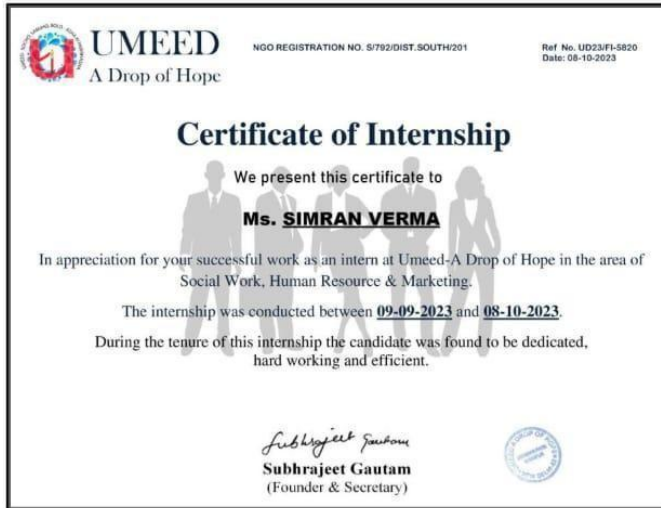 UMEED
A Drop of Hope
NGO REGISTRATION NO. S/792/DIST.SOUTH/201
Ref No. UD23/FI-5820
Date: 08-10-2023
Certificate of Internship
We present this certificate to
Ms. SIMRAN VERMA
In appreciation for your successful work as an intern at Umeed-A Drop of Hope in the area of
Social Work, Human Resource & Marketing.
The internship was conducted between 09-09-2023 and 08-10-2023.
During the tenure of this internship the candidate was found to be dedicated,
hard working and efficient.
Subhrajeet Gautam
Subhrajeet Gautam
(Founder & Secretary)